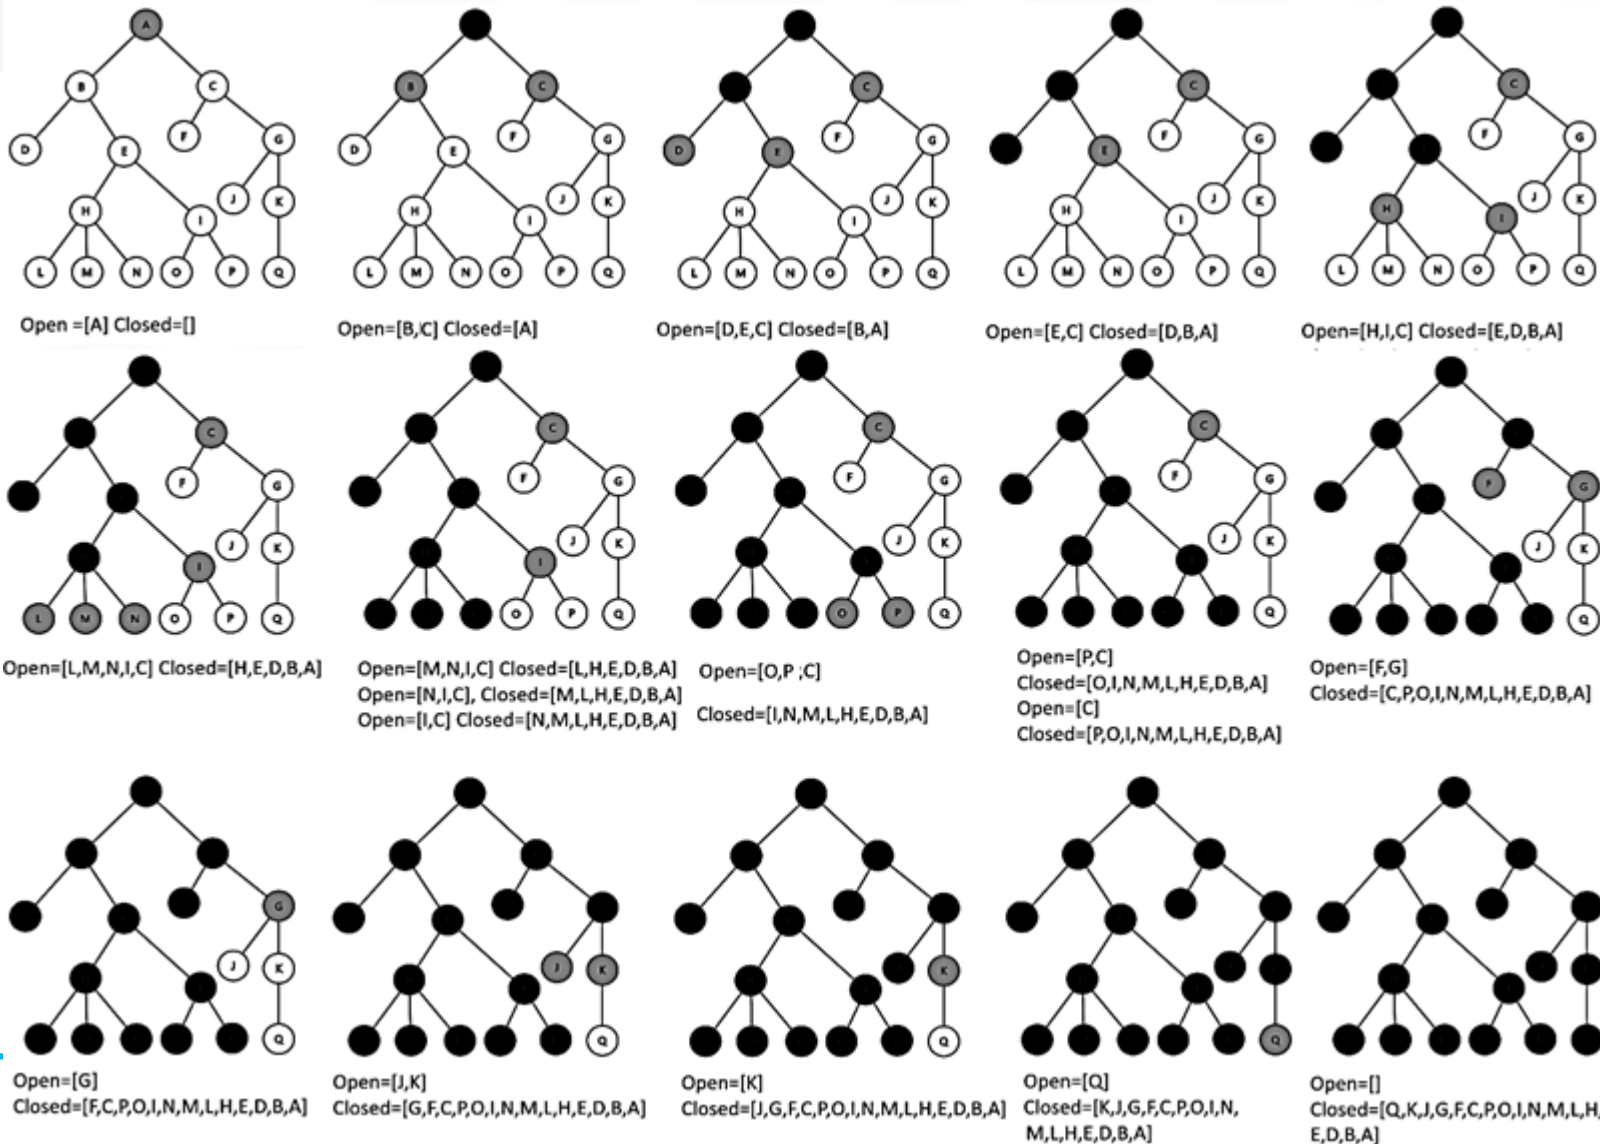 A
B C
D E F G
H I J K
L M N O P Q
Open =[A] Closed=[]
B C
D E F G
H I J K
L M N O P Q
Open=[B,C] Closed=[A]
C
D E F G
H I J K
L M N O P Q
Open=[D,E,C] Closed=[B,A]
C
E F G
H I J K
L M N O P Q
Open=[E,C] Closed=[D,B,A]
C
F G
H I J K
L M N O P Q
Open=[H,I,C] Closed=[E,D,B,A]
C
F G
I J K
L M N O P Q
Open=[L,M,N,I,C] Closed=[H,E,D,B,A]
C
F G
I J K
O P Q
Open=[M,N,I,C] Closed=[L,H,E,D,B,A]
Open=[N,I,C], Closed=[M,L,H,E,D,B,A]
Open=[I,C] Closed=[N,M,L,H,E,D,B,A]
C
F G
J K
O P Q
Open=[O,P ;C]
Closed=[I,N,M,L,H,E,D,B,A]
C
F G
J K
Q
Open=[P,C]
Closed=[O,I,N,M,L,H,E,D,B,A]
Open=[C]
Closed=[P,O,I,N,M,L,H,E,D,B,A]
F G
J K
Q
Open=[F,G]
Closed=[C,P,O,I,N,M,L,H,E,D,B,A]
G
J K
Q
Open=[G]
Closed=[F,C,P,O,I,N,M,L,H,E,D,B,A]
J K
Q
Open=[J,K]
Closed=[G,F,C,P,O,I,N,M,L,H,E,D,B,A]
K
Q
Open=[K]
Closed=[J,G,F,C,P,O,I,N,M,L,H,E,D,B,A]
Q
Open=[Q]
Closed=[K,J,G,F,C,P,O,I,N,
M,L,H,E,D,B,A]
Open=[]
Closed=[Q,K,J,G,F,C,P,O,I,N,M,L,H,
E,D,B,A]